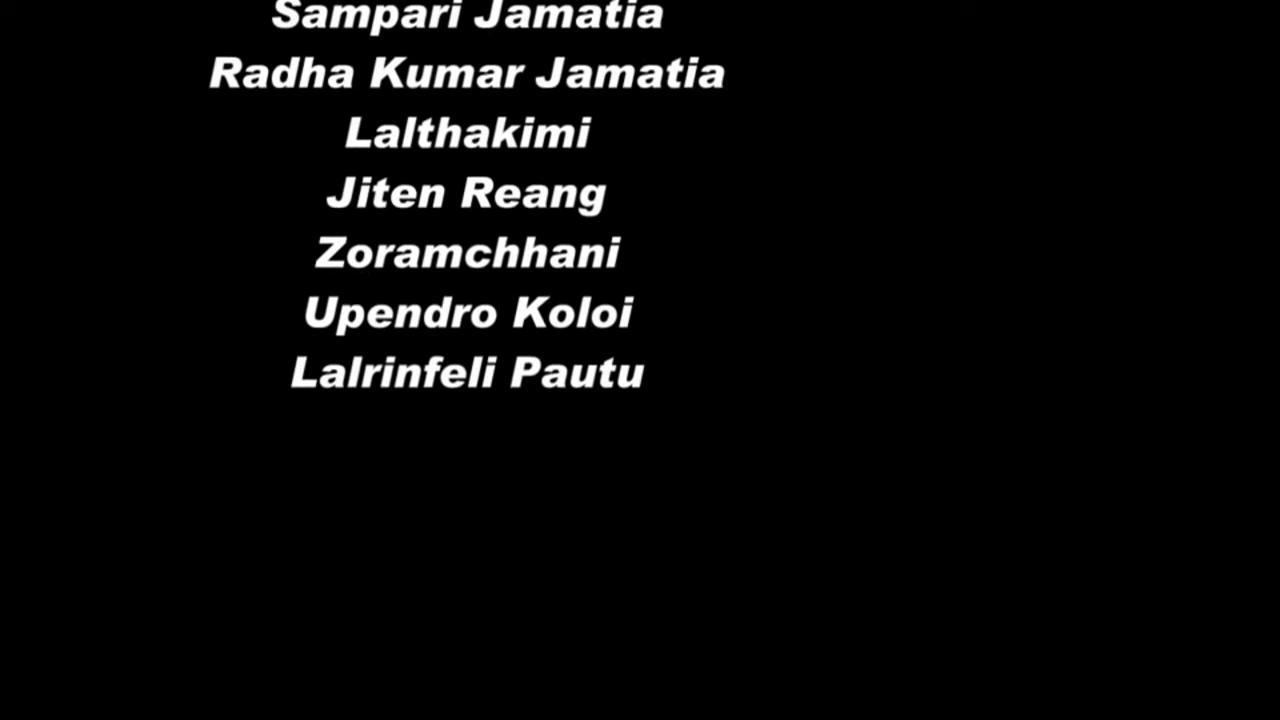 Sampari Jamatia
Radha Kumar Jamatia
Lalthakimi
Jiten Reang
Zoramchhani
Upendro Koloi
Lalrinfeli Pautu